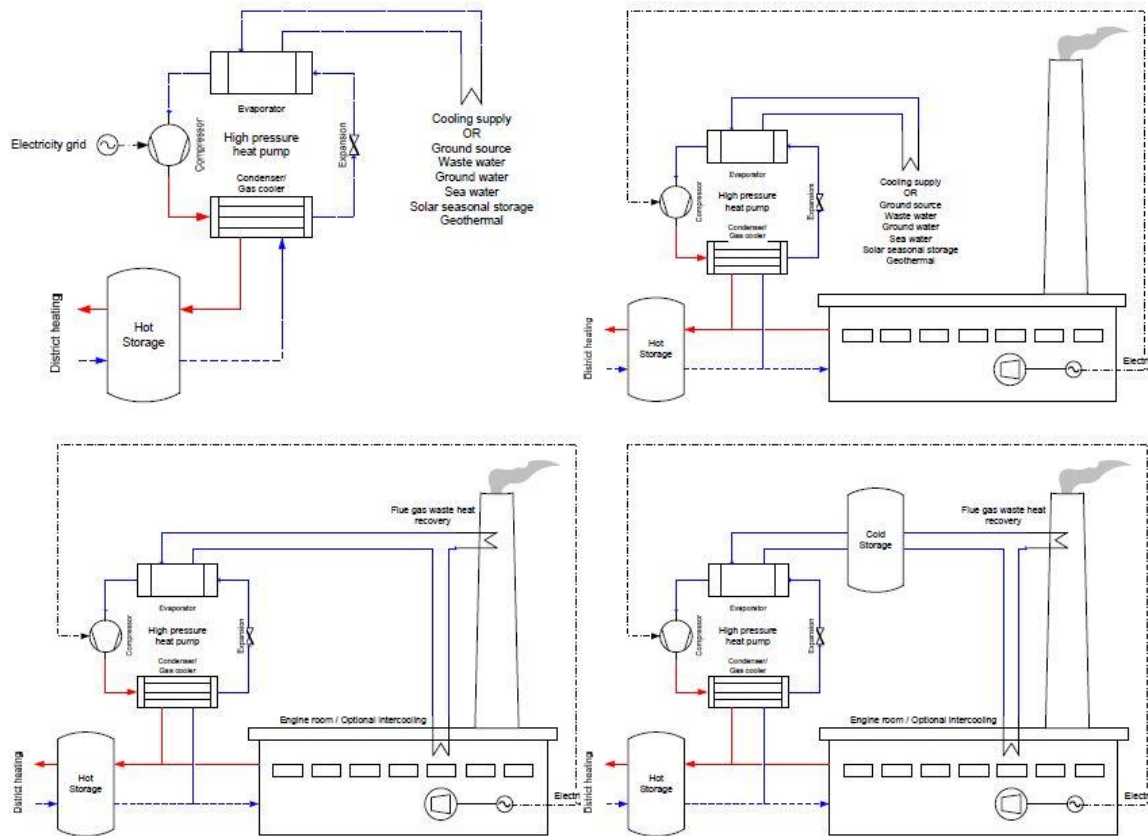 Evaporator
Electricity grid
Compressor
High pressure
heat pump
Expansion
Condenser/
Gas cooler
Cooling supply
OR
Ground source
Waste water
Ground water
Sea water
Solar seasonal storage
Geothermal
District heating
Hot
Storage
Evaporator
Compressor
High pressure
heat pump
Expansion
Condenser/
Gas cooler
Cooling supply
OR
Ground source
Waste water
Ground water
Sea water
Solar seasonal storage
Geothermal
District heating
Hot
Storage
Electri
Flue gas waste heat
recovery
Evaporator
Compressor
High pressure
heat pump
Expansion
Condenser/
Gas cooler
Engine room / Optional intercooling
District heating
Hot
Storage
Electri
Flue gas waste heat
recovery
Cold
Storage
Evaporator
Compressor
High pressure
heat pump
Expansion
Condenser/
Gas cooler
Engine room / Optional intercooling
District heating
Hot
Storage
Electri